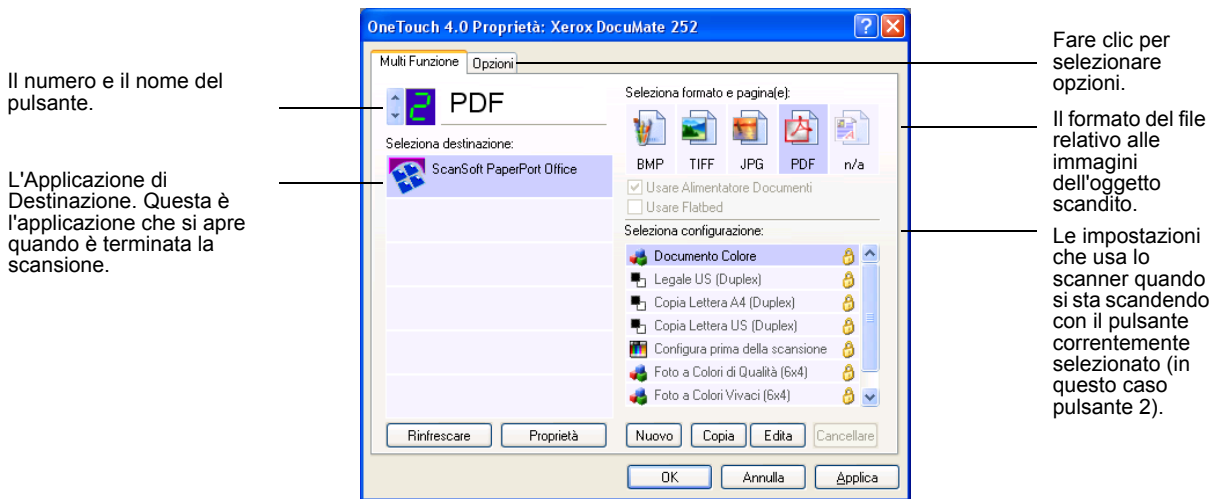 Il numero e il nome del
pulsante.
L'Applicazione di
Destinazione. Questa è
l'applicazione che si apre
quando è terminata la
scansione.
OneTouch 4.0 Proprietà: Xerox DocuMate 252
Multi Funzione
Opzioni
2
PDF
Seleziona destinazione:
ScanSoft PaperPort Office
Rinfrescare
Proprietà
Seleziona formato e pagina(e):
BMP
TIFF
JPG
PDF
n/a
Usare Alimentatore Documenti
Usare Flatbed
Seleziona configurazione:
Documento Colore
Legale US (Duplex)
Copia Lettera A4 (Duplex)
Copia Lettera US (Duplex)
Configura prima della scansione
Foto a Colori di Qualità (6x4)
Foto a Colori Vivaci (6x4)
Nuovo
Copia
Edita
Cancellare
OK
Annulla
Applica
Fare clic per
selezionare
opzioni.
Il formato del file
relativo alle
immagini
dell'oggetto
scandito.
Le impostazioni
che usa lo
scanner quando
si sta scandendo
con il pulsante
correntemente
selezionato (in
questo caso
pulsante 2).